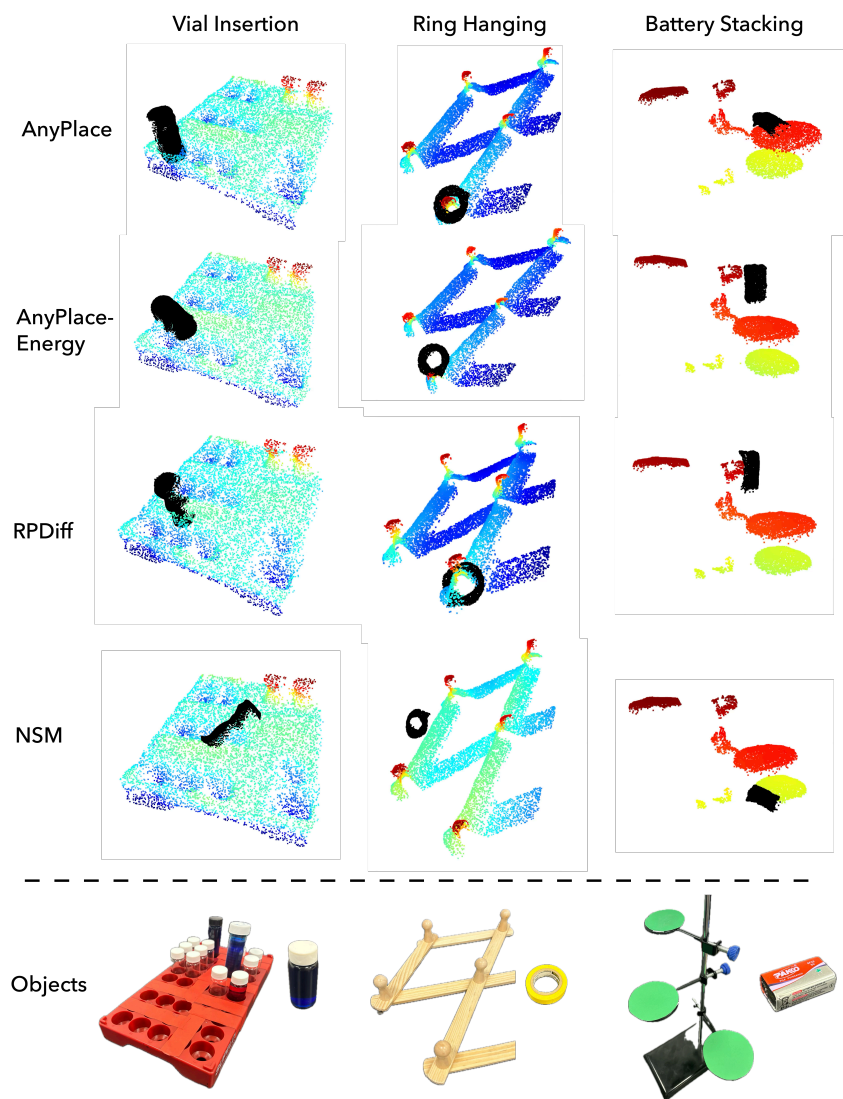 Vial Insertion
Ring Hanging
Battery Stacking
AnyPlace
AnyPlace-
Energy
RPDiff
NSM
Objects